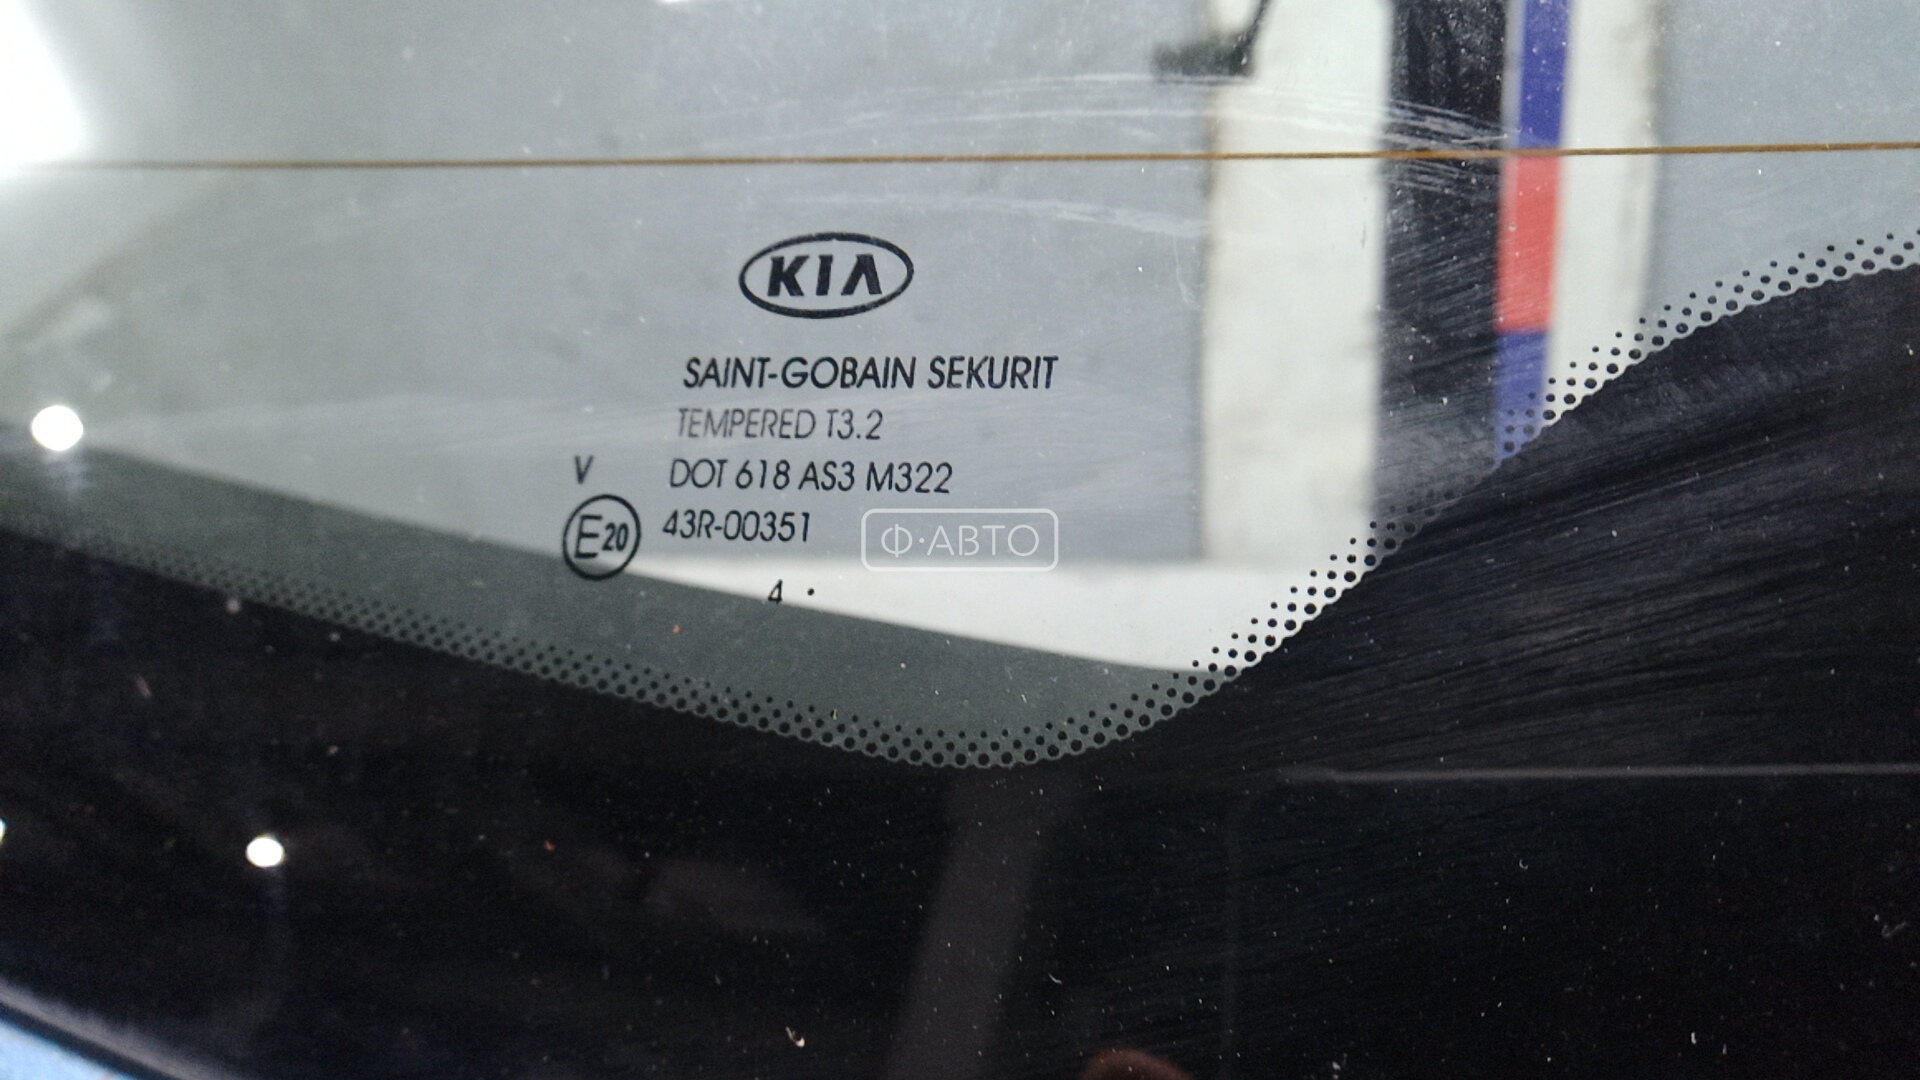 KIA
SAINT-GOBAIN SEKURIT
TEMPERED T3.2
V DOT 618 AS3 M322
E20 43R-00351
Ф·АВТО
4 .